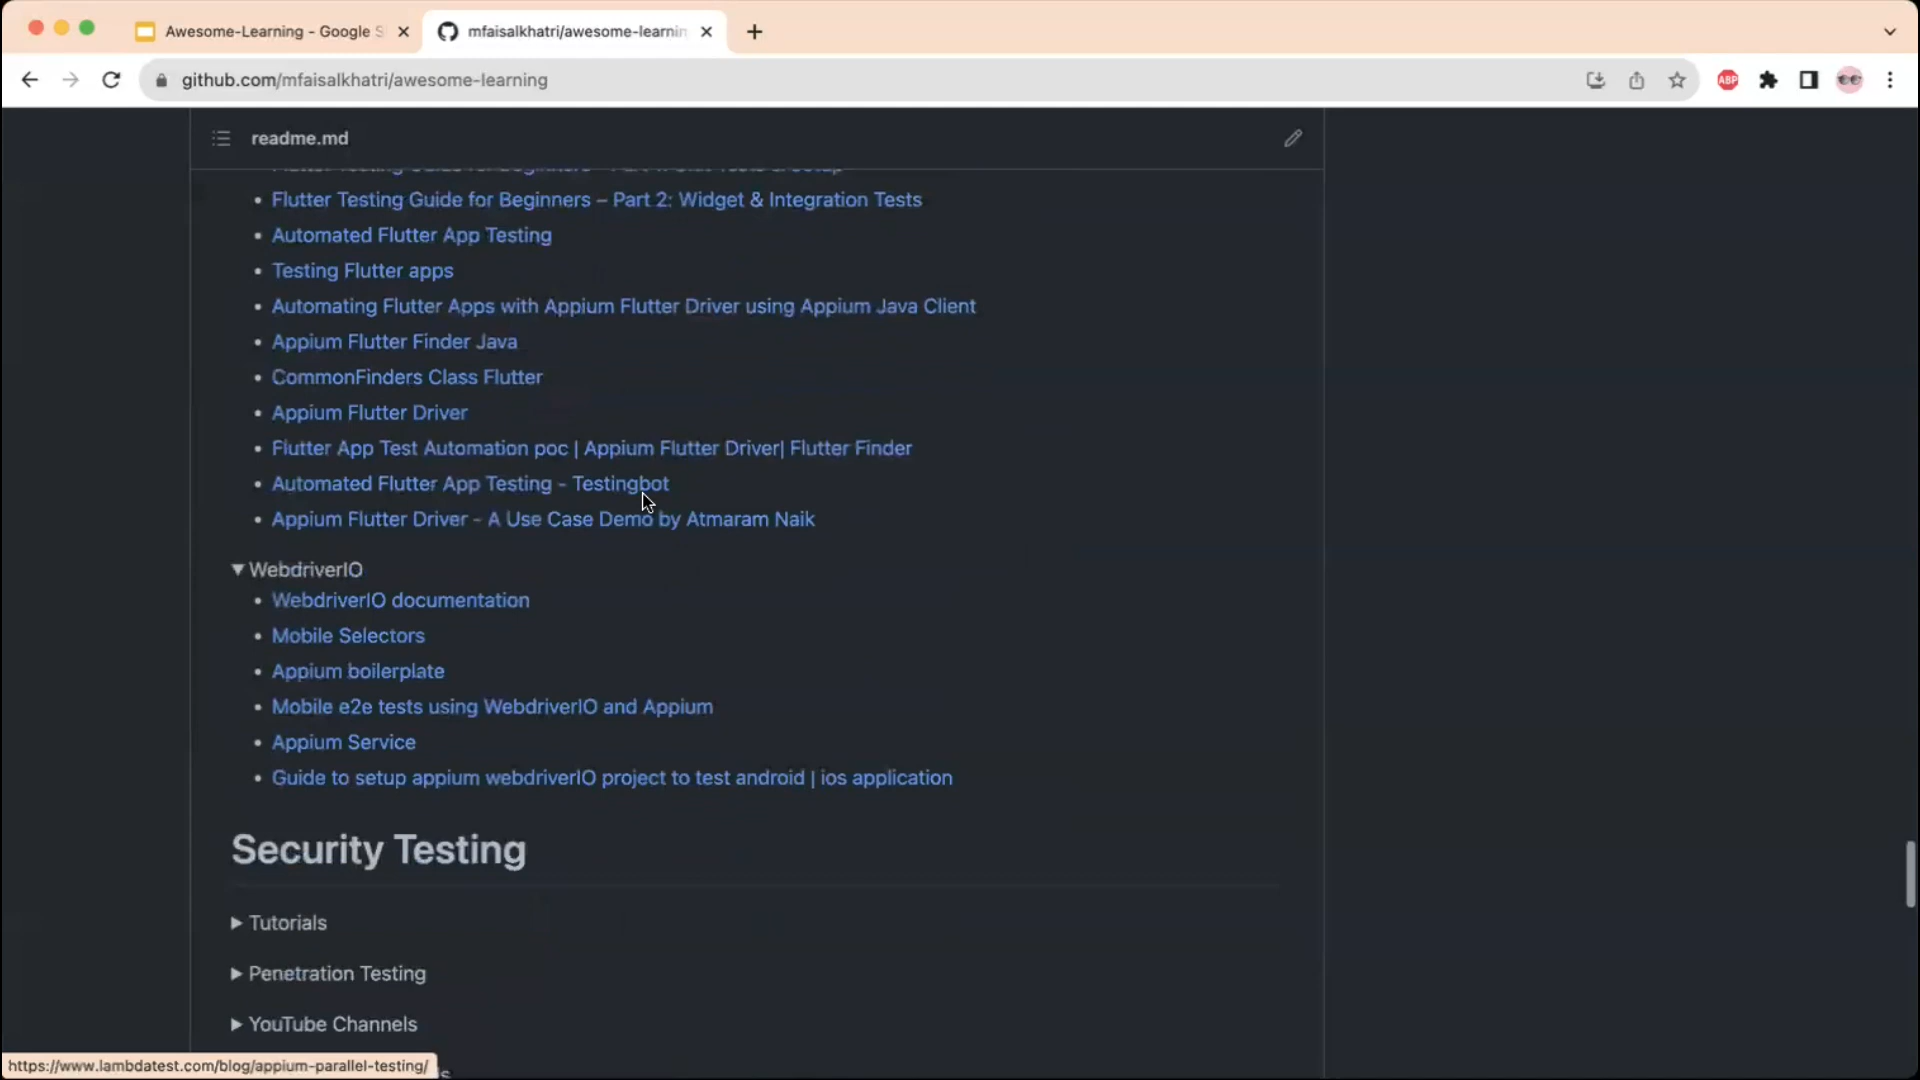 Awesome-Learning - Google S
mfaisalkhatri/awesome-learnin
github.com/mfaisalkhatri/awesome-learning
ABP
readme.md
Flutter Testing Guide for Beginners – Part 2: Widget & Integration Tests
Automated Flutter App Testing
Testing Flutter apps
Automating Flutter Apps with Appium Flutter Driver using Appium Java Client
Appium Flutter Finder Java
CommonFinders Class Flutter
Appium Flutter Driver
Flutter App Test Automation poc | Appium Flutter Driver| Flutter Finder
Automated Flutter App Testing - Testingbot
Appium Flutter Driver - A Use Case Demo by Atmaram Naik
WebdriverIO
WebdriverIO documentation
Mobile Selectors
Appium boilerplate
Mobile e2e tests using WebdriverIO and Appium
Appium Service
Guide to setup appium webdriverIO project to test android | ios application
Security Testing
Tutorials
Penetration Testing
YouTube Channels
https://www.lambdatest.com/blog/appium-parallel-testing/